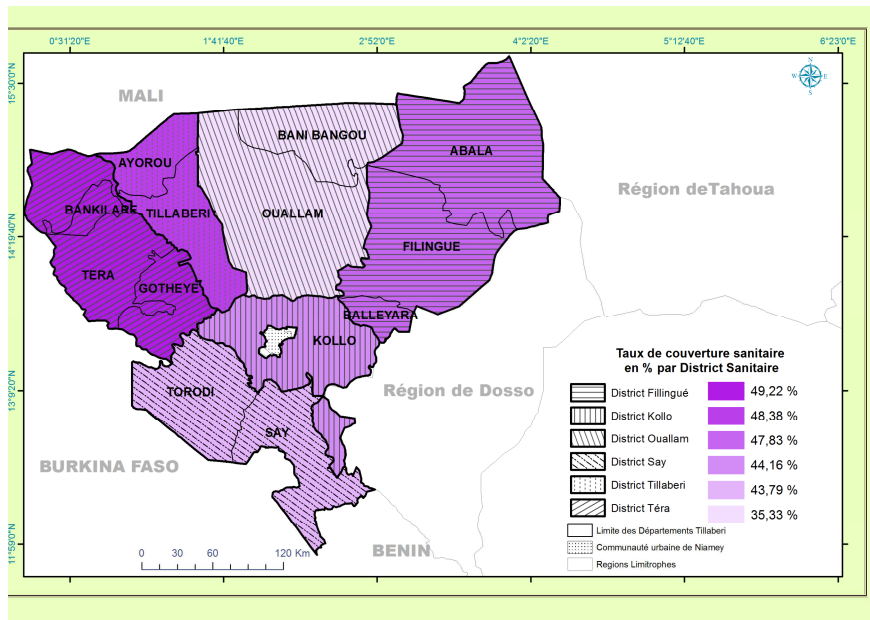 0°31'20"E 1°41'40"E 2°52'0"E 4°2'20"E 5°12'40"E 6°23'0"E
15°30'0"N
14°19'40"N
13°9'20"N
11°59'0"N
N
W E
S
MALI
BANI BANGOU
ABALA
AYOROU
Région deTahoua
BANKILARE
TILLABERI
OUALLAM
FILINGUE
TERA
GOTHEYE
BALLEYARA
KOLLO
TORODI
Région de Dosso
SAY
BURKINA FASO
BENIN
0 30 60 120 Km
Taux de couverture sanitaire
en % par District Sanitaire
District Fillingué 49,22 %
District Kollo 48,38 %
District Ouallam 47,83 %
District Say 44,16 %
District Tillaberi 43,79 %
District Téra 35,33 %
Limite des Départements Tillaberi
Communauté urbaine de Niamey
Regions Limitrophes